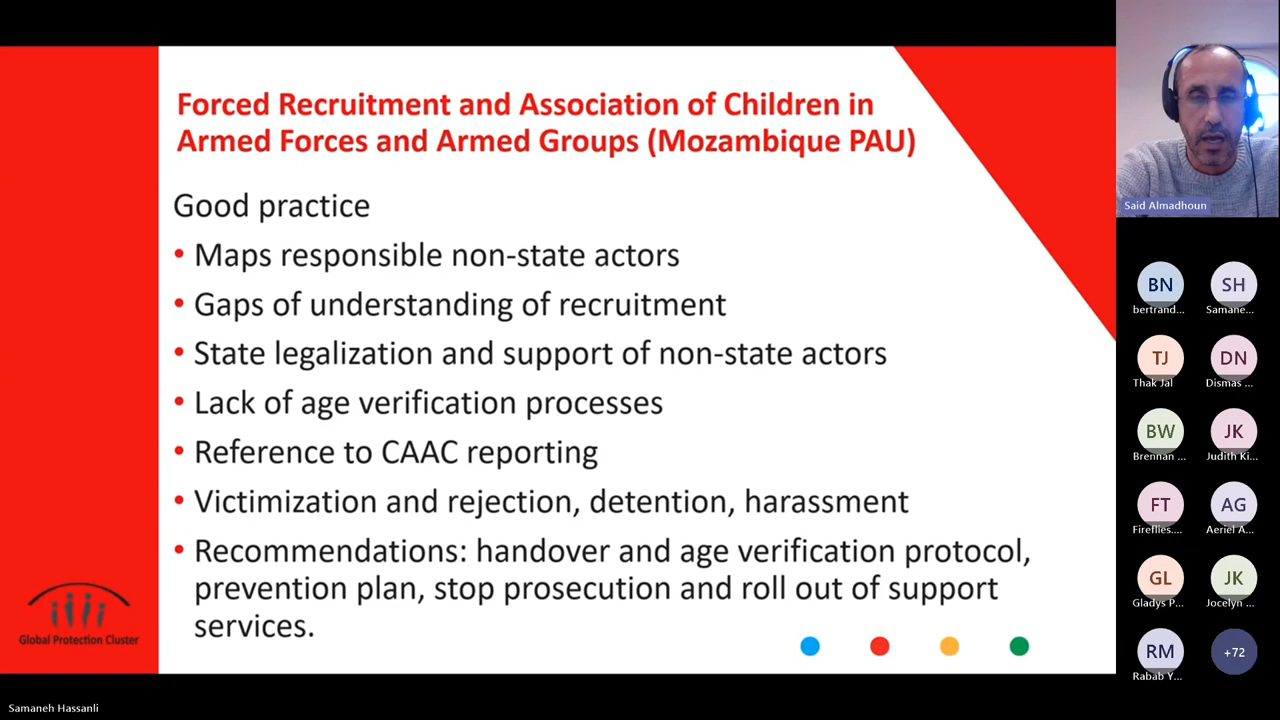 Forced Recruitment and Association of Children in
Armed Forces and Armed Groups (Mozambique PAU)
Good practice
• Maps responsible non-state actors
• Gaps of understanding of recruitment
• State legalization and support of non-state actors
• Lack of age verification processes
• Reference to CAAC reporting
• Victimization and rejection, detention, harassment
• Recommendations: handover and age verification protocol,
prevention plan, stop prosecution and roll out of support
services.
Global Protection Cluster
Said Almadhoun
BN
SH
bertrand...
Samane...
TJ
DN
Thak Jal
Dismas ...
BW
JK
Brennan ...
Judith Ki...
FT
AG
Fireflies....
Aeriel A...
GL
JK
Gladys P...
Jocelyn ...
RM
+72
Rabab Y...
Samaneh Hassanli